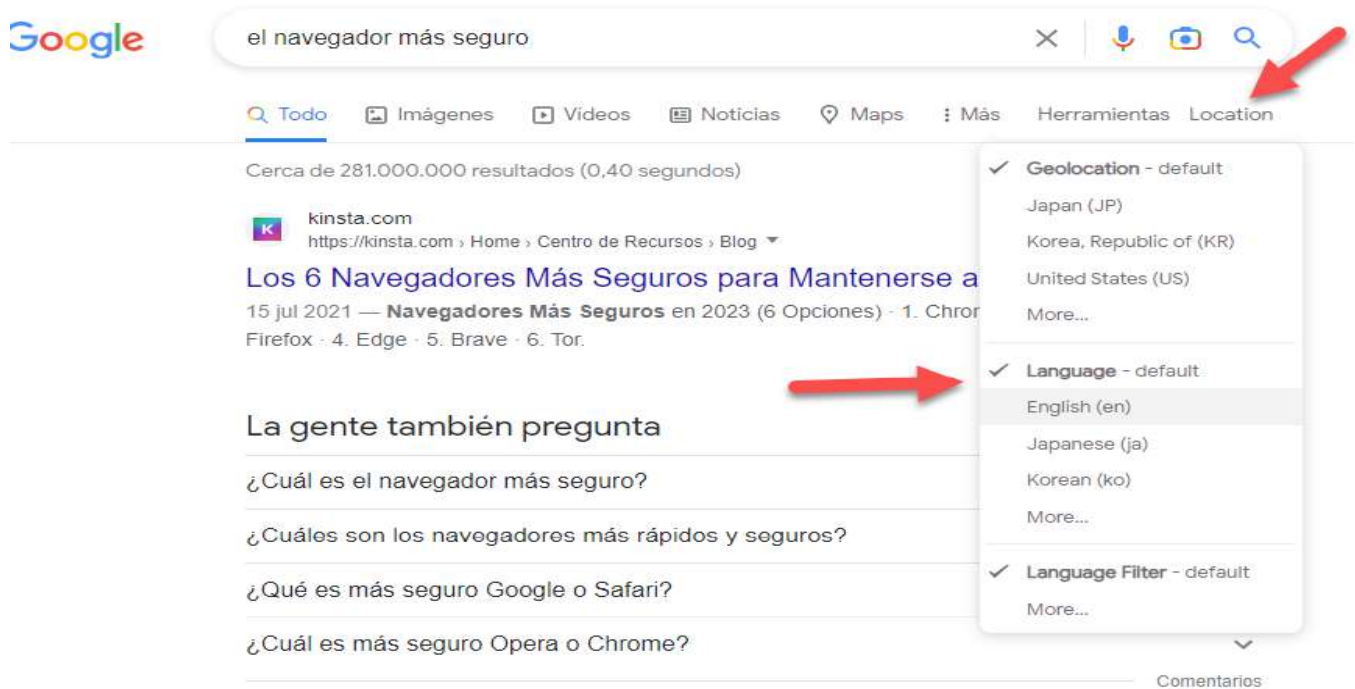 Google
el navegador más seguro
Todo Imágenes Vídeos Noticias Maps Más Herramientas Location
Cerca de 281.000.000 resultados (0,40 segundos)
kinsta.com
https://kinsta.com › Home › Centro de Recursos › Blog
Los 6 Navegadores Más Seguros para Mantenerse a
15 jul 2021 — Navegadores Más Seguros en 2023 (6 Opciones) · 1. Chror
Firefox · 4. Edge · 5. Brave · 6. Tor.
La gente también pregunta
¿Cuál es el navegador más seguro?
¿Cuáles son los navegadores más rápidos y seguros?
¿Qué es más seguro Google o Safari?
¿Cuál es más seguro Opera o Chrome?
Comentarios
Geolocation - default
Japan (JP)
Korea, Republic of (KR)
United States (US)
More...
Language - default
English (en)
Japanese (ja)
Korean (ko)
More...
Language Filter - default
More...